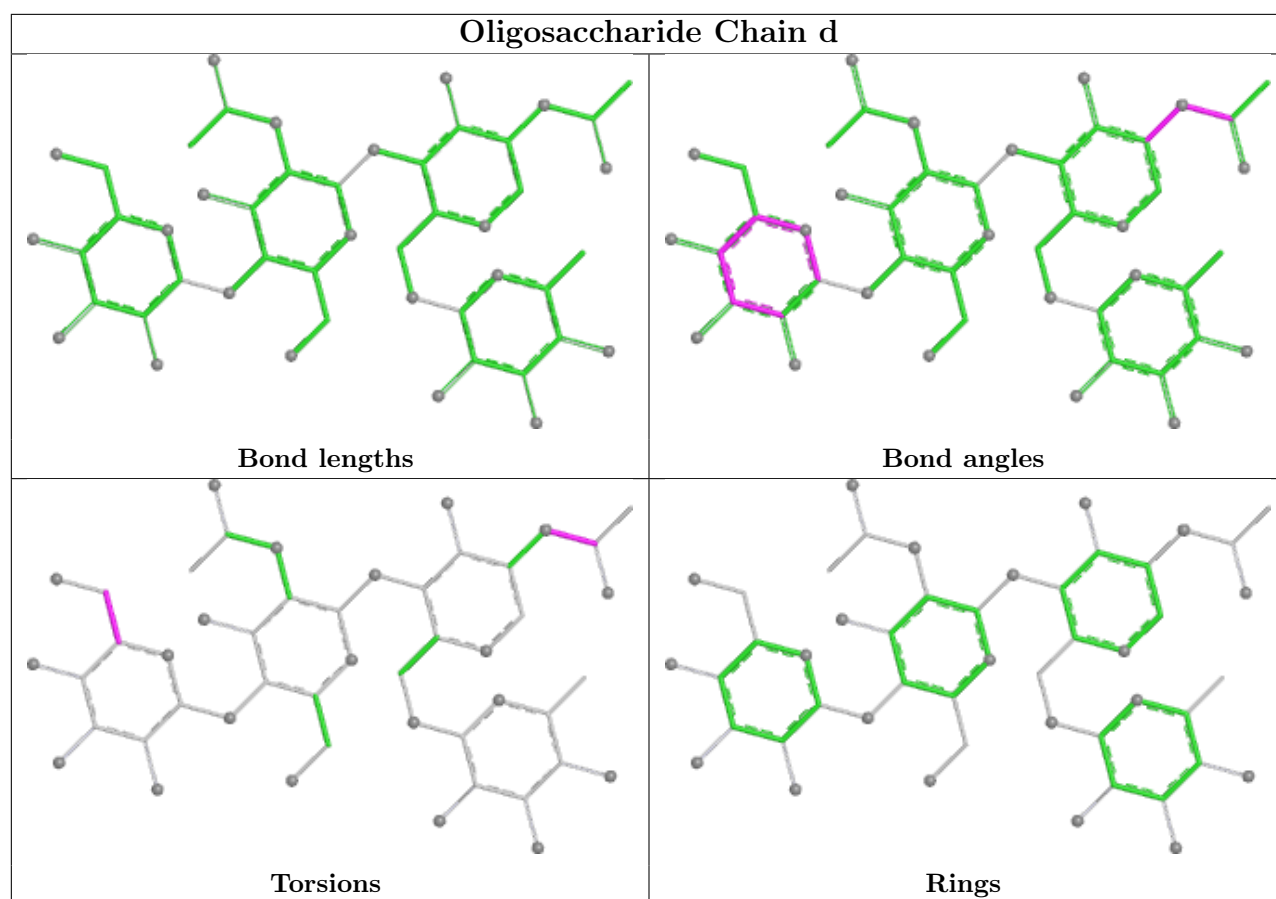 Oligosaccharide Chain d
Bond lengths
Bond angles
Torsions
Rings